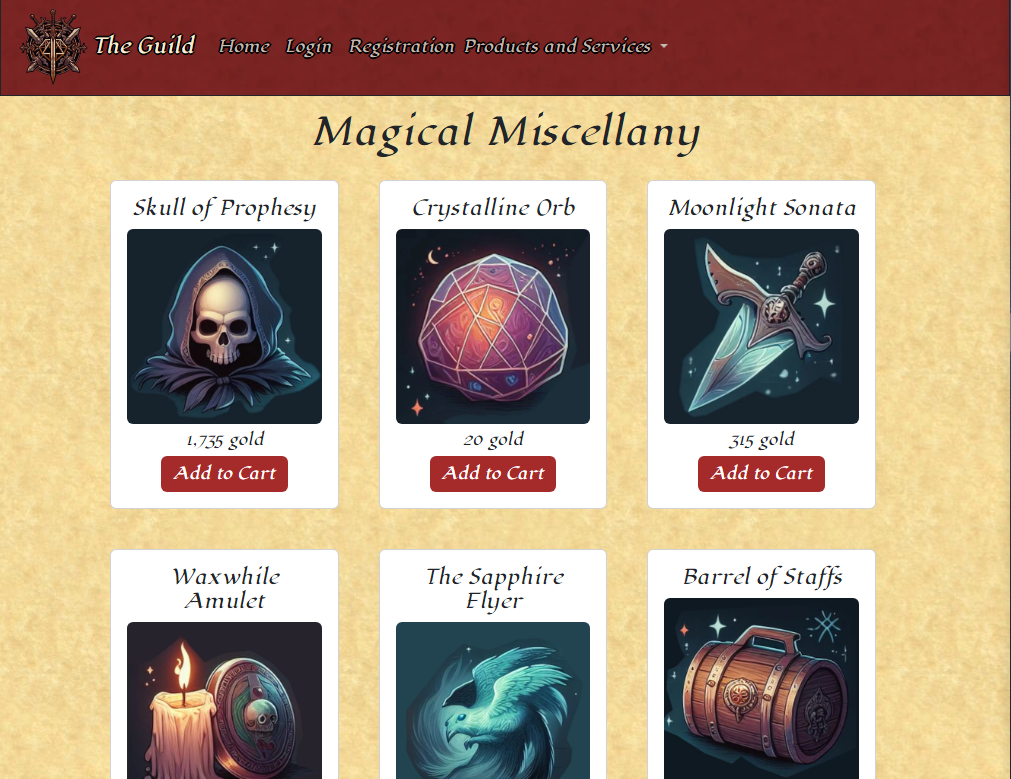 The Guild Home Login Registration Products and Services
Magical Miscellany
Skull of Prophesy
1,735 gold
Add to Cart
Crystalline Orb
20 gold
Add to Cart
Moonlight Sonata
315 gold
Add to Cart
Waxwhile
Amulet
The Sapphire
Flyer
Barrel of Staffs